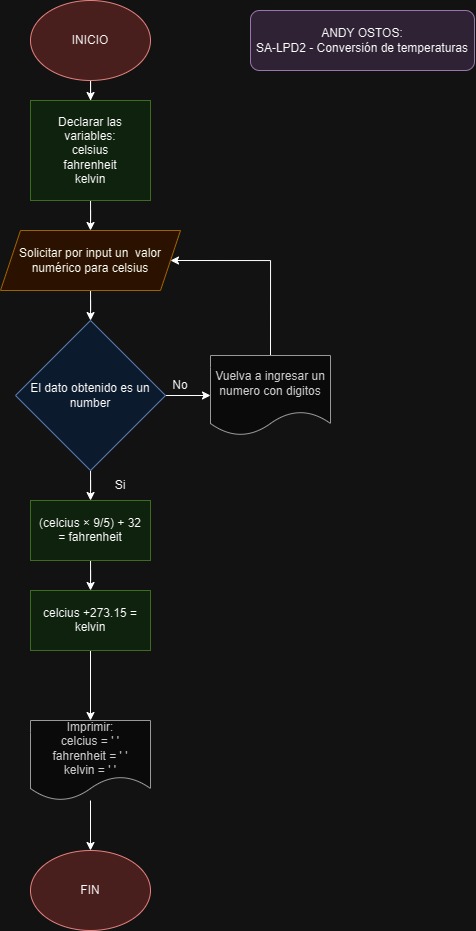 INICIO
ANDY OSTOS:
SA-LPD2 - Conversión de temperaturas
Declarar las
variables:
celsius
fahrenheit
kelvin
Solicitar por input un valor
numérico para celsius
El dato obtenido es un
number
No
Vuelva a ingresar un
numero con digitos
Si
(celcius × 9/5) + 32
= fahrenheit
celcius +273.15 =
kelvin
Imprimir:
celcius = ' '
fahrenheit = ' '
kelvin = ' '
FIN